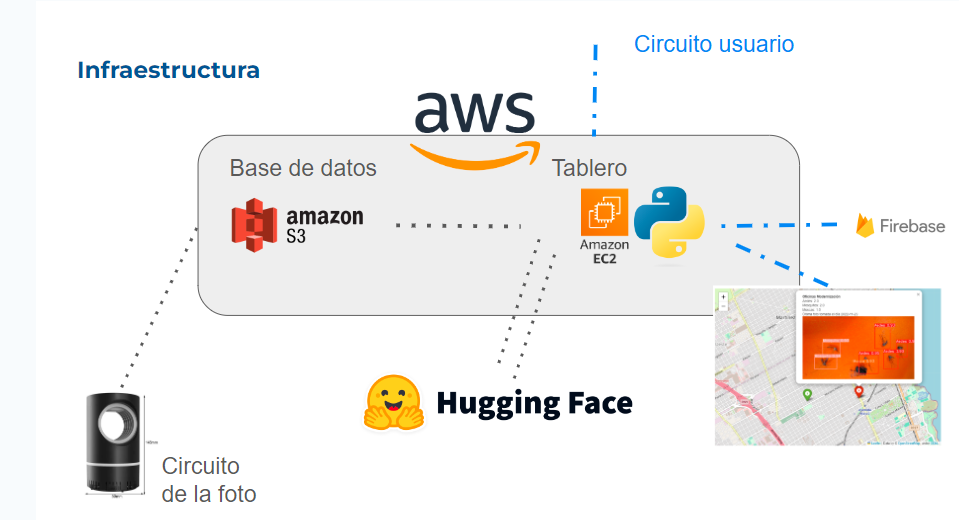 Circuito usuario
Infraestructura
aws
Base de datos
Tablero
amazon
S3
Amazon
EC2
Firebase
Hugging Face
Circuito
de la foto